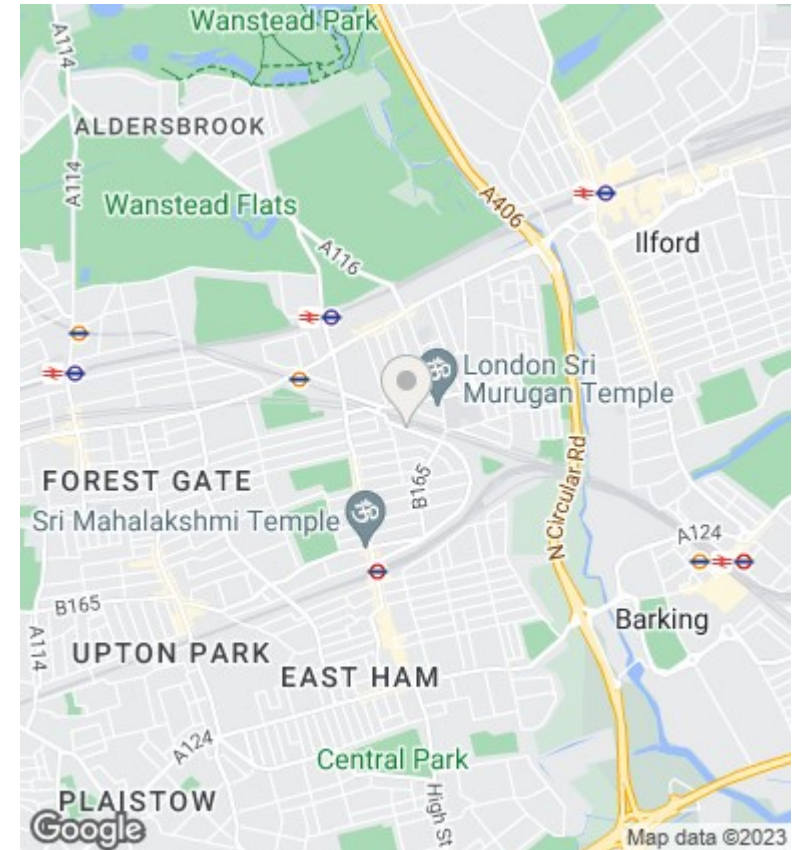 Wanstead Park
A114
ALDERSBROOK
A114
Wanstead Flats
A406
Ilford
A116
London Sri
Murugan Temple
FOREST GATE
B165
Sri Mahalakshmi Temple
N Circular Rd
A124
B165
Barking
A114
UPTON PARK
EAST HAM
A124
Central Park
PLAISTOW
High St
Google
Map data ©2023